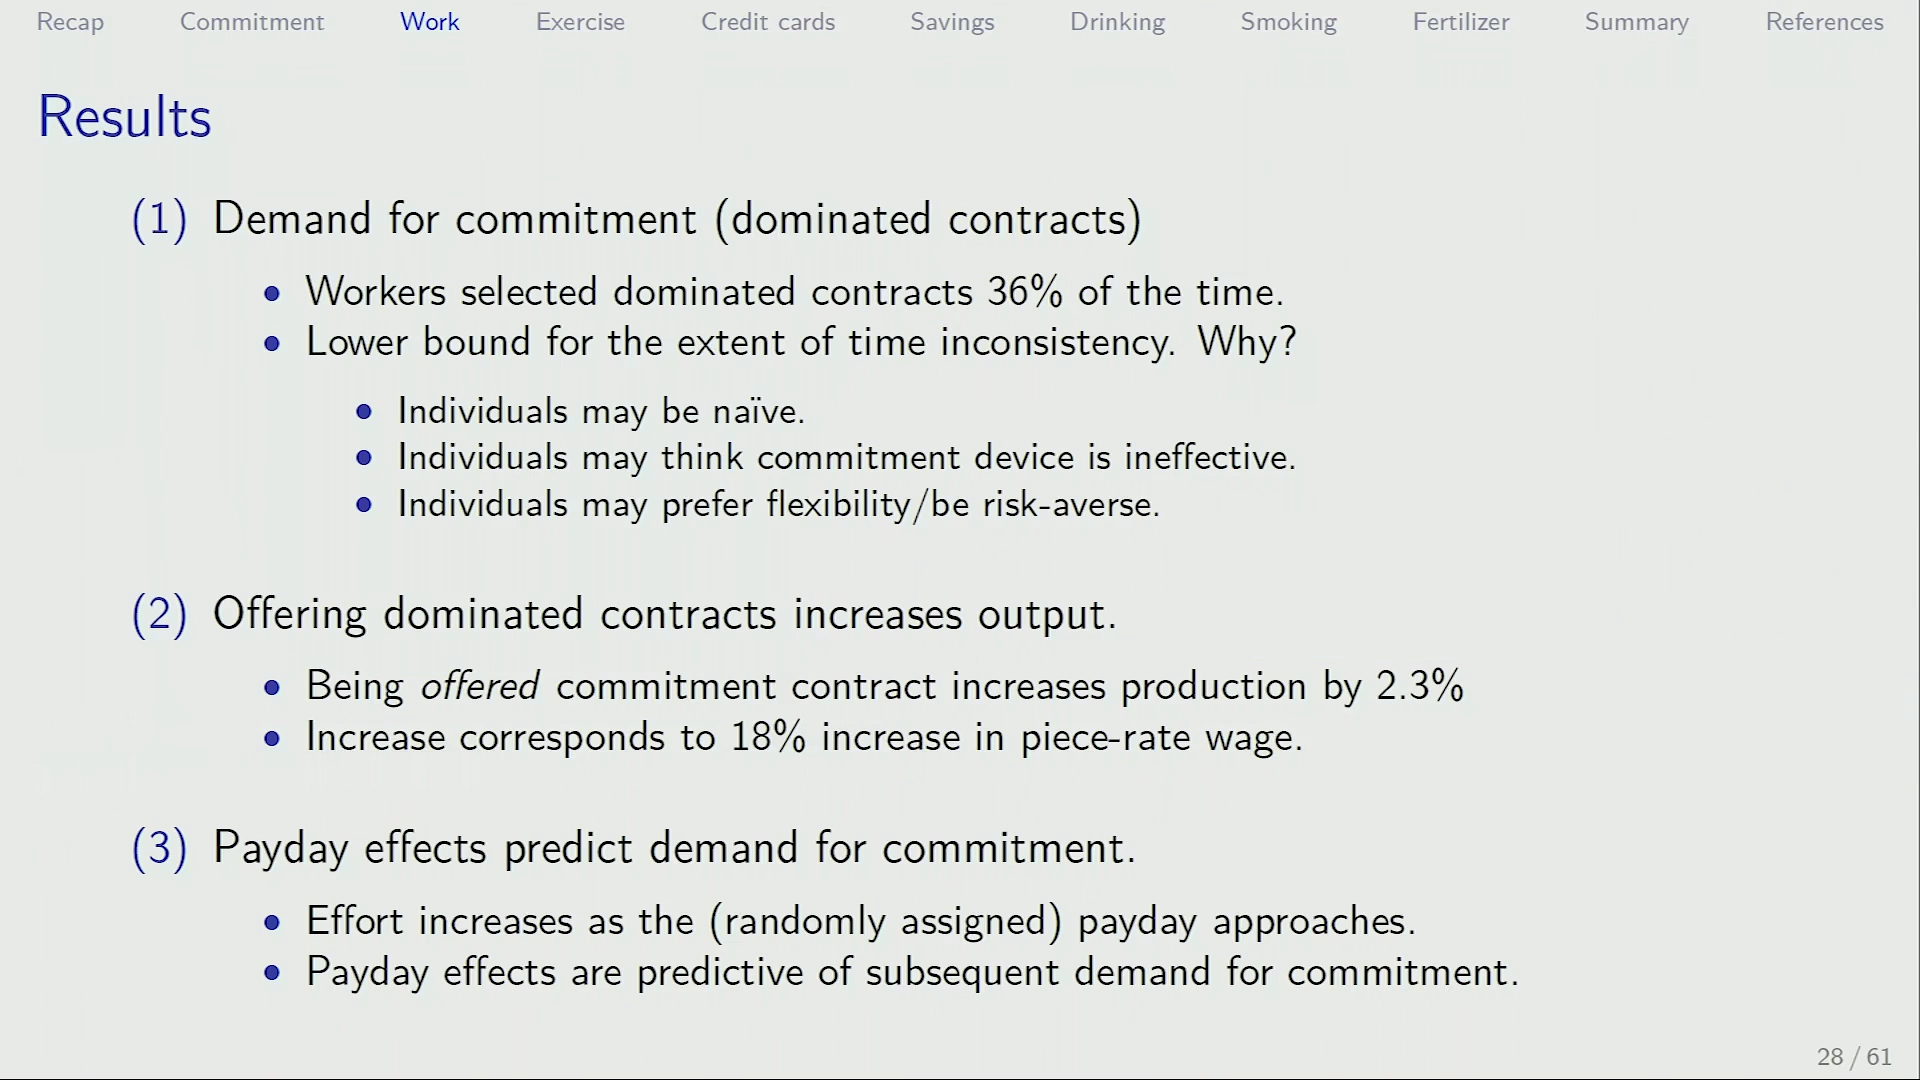 Recap Commitment Work Exercise Credit cards Savings Drinking Smoking Fertilizer Summary References
Results
(1) Demand for commitment (dominated contracts)
• Workers selected dominated contracts 36% of the time.
• Lower bound for the extent of time inconsistency. Why?
• Individuals may be naïve.
• Individuals may think commitment device is ineffective.
• Individuals may prefer flexibility/be risk-averse.
(2) Offering dominated contracts increases output.
• Being offered commitment contract increases production by 2.3%
• Increase corresponds to 18% increase in piece-rate wage.
(3) Payday effects predict demand for commitment.
• Effort increases as the (randomly assigned) payday approaches.
• Payday effects are predictive of subsequent demand for commitment.
28 / 61